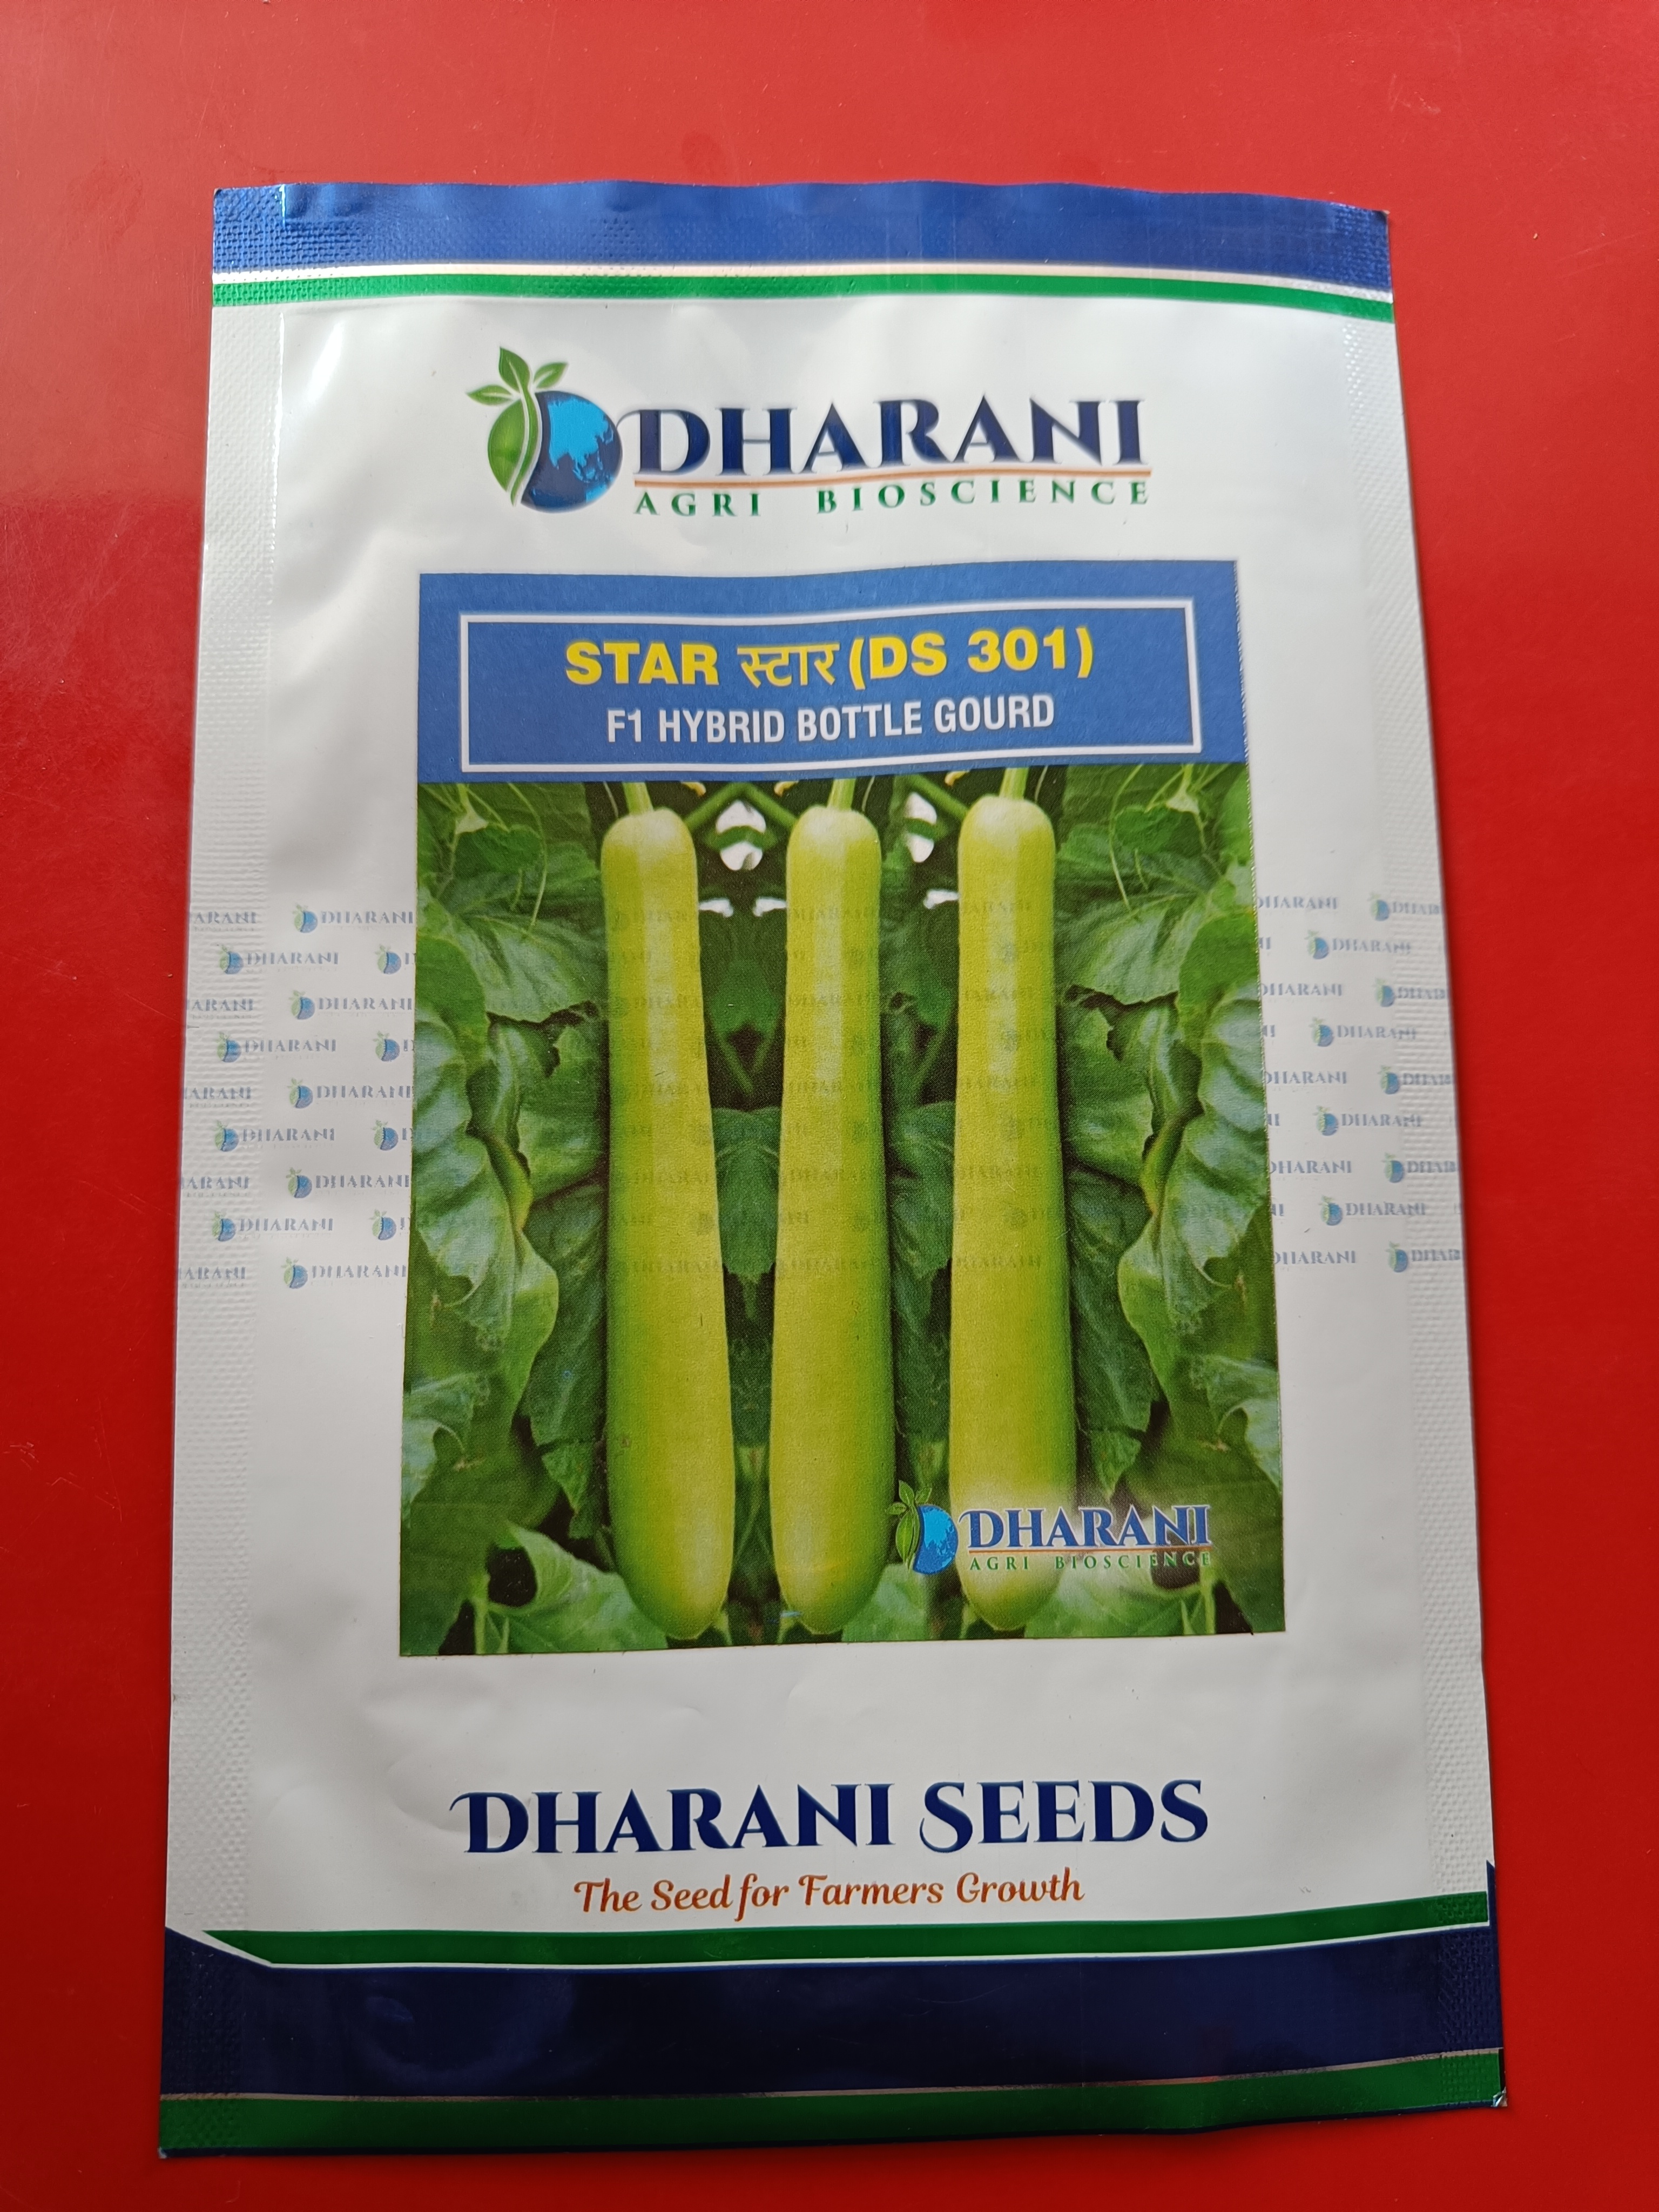 DHARANI
AGRI BIOSCIENCE
STAR स्टार (DS 301)
F1 HYBRID BOTTLE GOURD
DHARANI
AGRI BIOSCIENCE
DHARANI SEEDS
The Seed for Farmers Growth